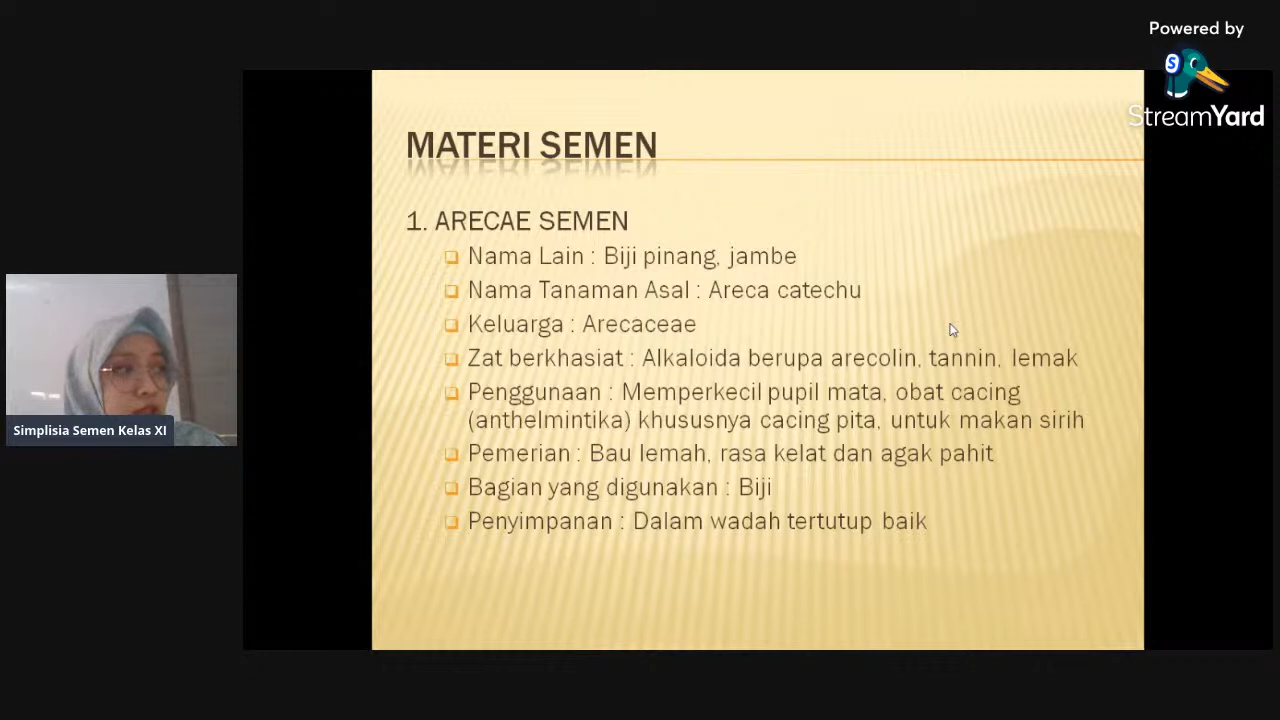 Powered by
StreamYard
MATERI SEMEN
1. ARECAE SEMEN
Nama Lain : Biji pinang, jambe
Nama Tanaman Asal : Areca catechu
Keluarga : Arecaceae
Zat berkhasiat : Alkaloida berupa arecolin, tannin, lemak
Penggunaan : Memperkecil pupil mata, obat cacing
(anthelmintika) khususnya cacing pita, untuk makan sirih
Pemerian : Bau lemah, rasa kelat dan agak pahit
Bagian yang digunakan : Biji
Penyimpanan : Dalam wadah tertutup baik
Simplisia Semen Kelas XI